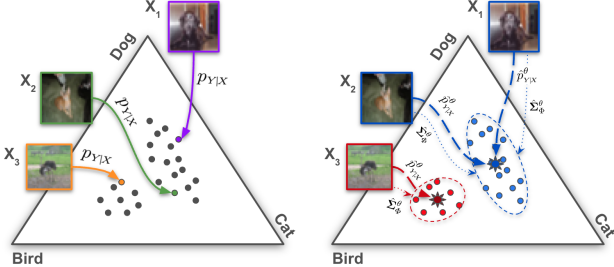 X₁
Dog
X₂
p_{Y|X}
p_{Y|X}
X₃
p_{Y|X}
Bird
Cat
X₁
Dog
X₂
p̂^θ_{Y|X}
Σ̂^θ_Φ
Σ̂^θ_Φ
X₃
p̂^θ_{Y|X}
Σ̂^θ_Φ
Bird
Cat